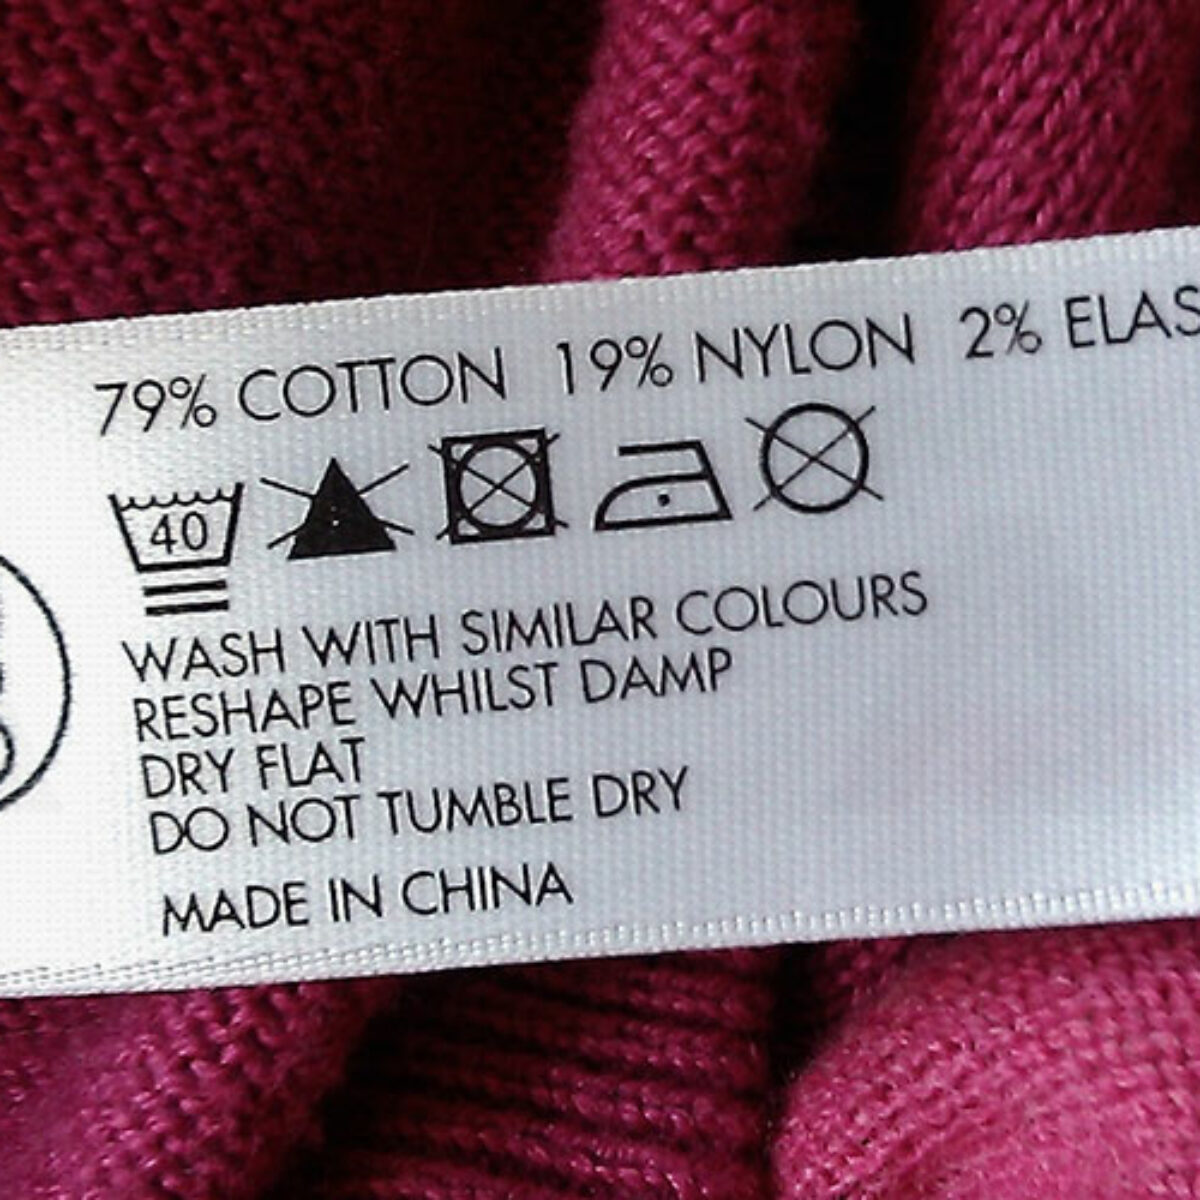 79% COTTON 19% NYLON 2% ELAS
40
WASH WITH SIMILAR COLOURS
RESHAPE WHILST DAMP
DRY FLAT
DO NOT TUMBLE DRY
MADE IN CHINA